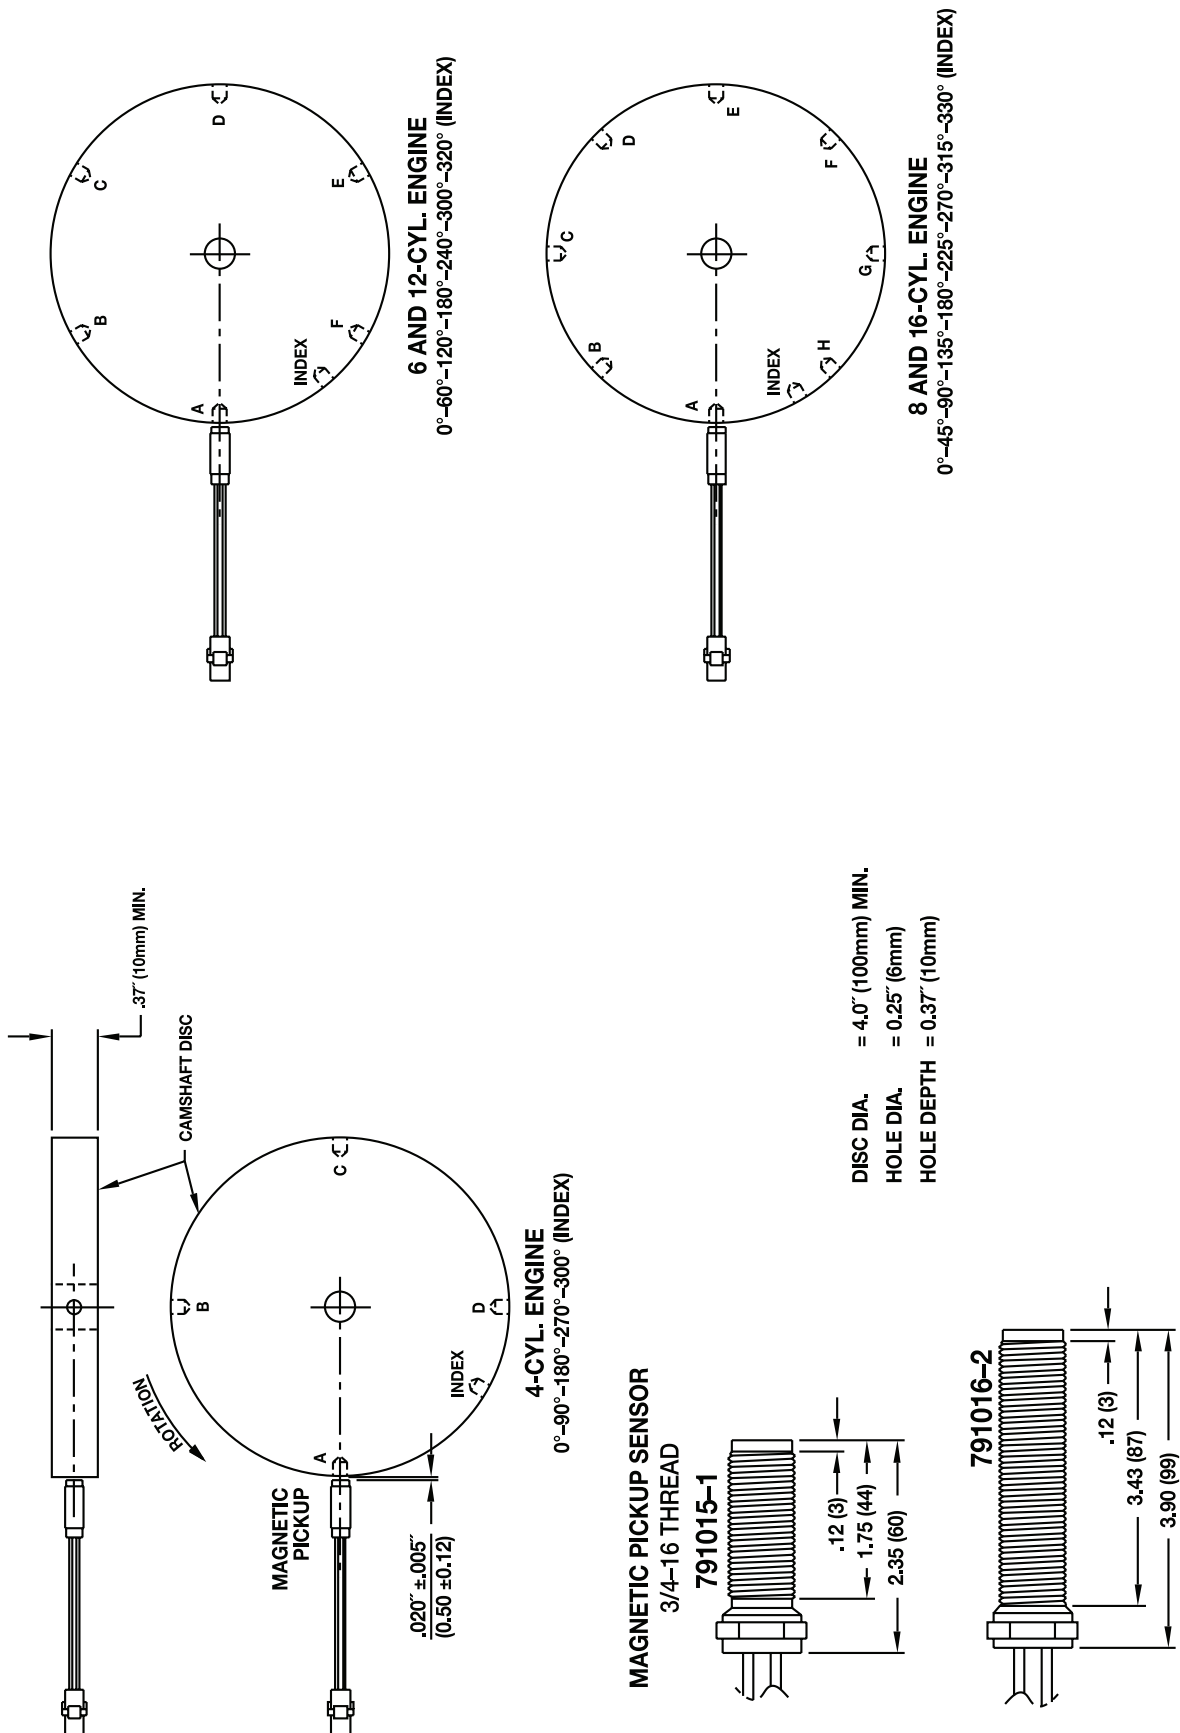 .37″ (10mm) MIN.
CAMSHAFT DISC
ROTATION
MAGNETIC
PICKUP
A
B
C
D
INDEX
.020″ ±.005″
(0.50 ±0.12)
4-CYL. ENGINE
0°–90°–180°–270°–300° (INDEX)
A
B
C
D
E
F
INDEX
6 AND 12-CYL. ENGINE
0°–60°–120°–180°–240°–300°–320° (INDEX)
A
B
C
D
E
F
G
H
INDEX
8 AND 16-CYL. ENGINE
0°–45°–90°–135°–180°–225°–270°–315°–330° (INDEX)
MAGNETIC PICKUP SENSOR
3/4–16 THREAD
791015–1
.12 (3)
1.75 (44)
2.35 (60)
791016–2
.12 (3)
3.43 (87)
3.90 (99)
DISC DIA. = 4.0″ (100mm) MIN.
HOLE DIA. = 0.25″ (6mm)
HOLE DEPTH = 0.37″ (10mm)